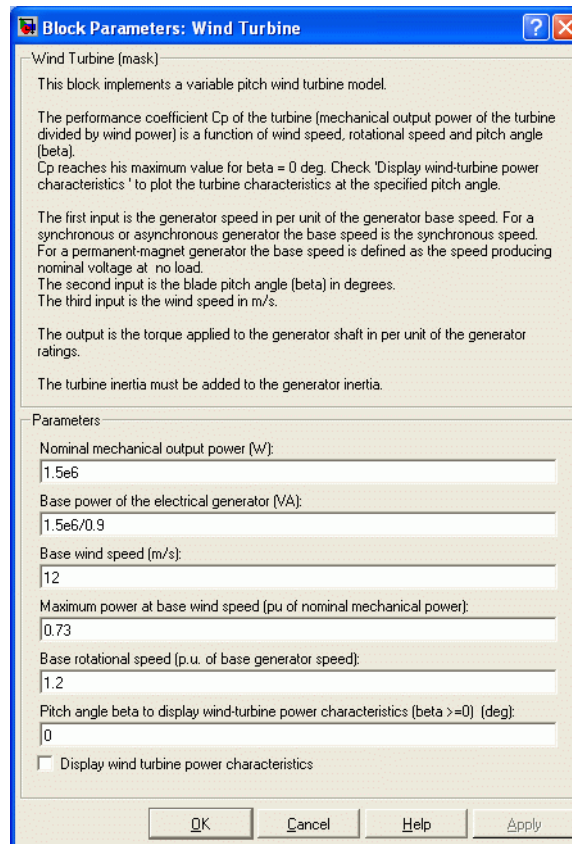 Block Parameters: Wind Turbine
Wind Turbine (mask)
This block implements a variable pitch wind turbine model.
The performance coefficient Cp of the turbine (mechanical output power of the turbine
divided by wind power) is a function of wind speed, rotational speed and pitch angle
(beta).
Cp reaches his maximum value for beta = 0 deg. Check 'Display wind-turbine power
characteristics ' to plot the turbine characteristics at the specified pitch angle.
The first input is the generator speed in per unit of the generator base speed. For a
synchronous or asynchronous generator the base speed is the synchronous speed.
For a permanent-magnet generator the base speed is defined as the speed producing
nominal voltage at no load.
The second input is the blade pitch angle (beta) in degrees.
The third input is the wind speed in m/s.
The output is the torque applied to the generator shaft in per unit of the generator
ratings.
The turbine inertia must be added to the generator inertia.
Parameters
Nominal mechanical output power (W):
1.5e6
Base power of the electrical generator (VA):
1.5e6/0.9
Base wind speed (m/s):
12
Maximum power at base wind speed (pu of nominal mechanical power):
0.73
Base rotational speed (p.u. of base generator speed):
1.2
Pitch angle beta to display wind-turbine power characteristics (beta >=0) (deg):
0
Display wind turbine power characteristics
OK Cancel Help Apply